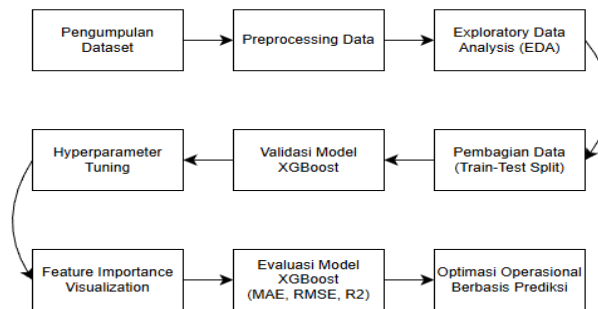 Pengumpulan
Dataset
Preprocessing Data
Exploratory Data
Analysis (EDA)
Pembagian Data
(Train-Test Split)
Validasi Model
XGBoost
Hyperparameter
Tuning
Feature Importance
Visualization
Evaluasi Model
XGBoost
(MAE, RMSE, R2)
Optimasi Operasional
Berbasis Prediksi